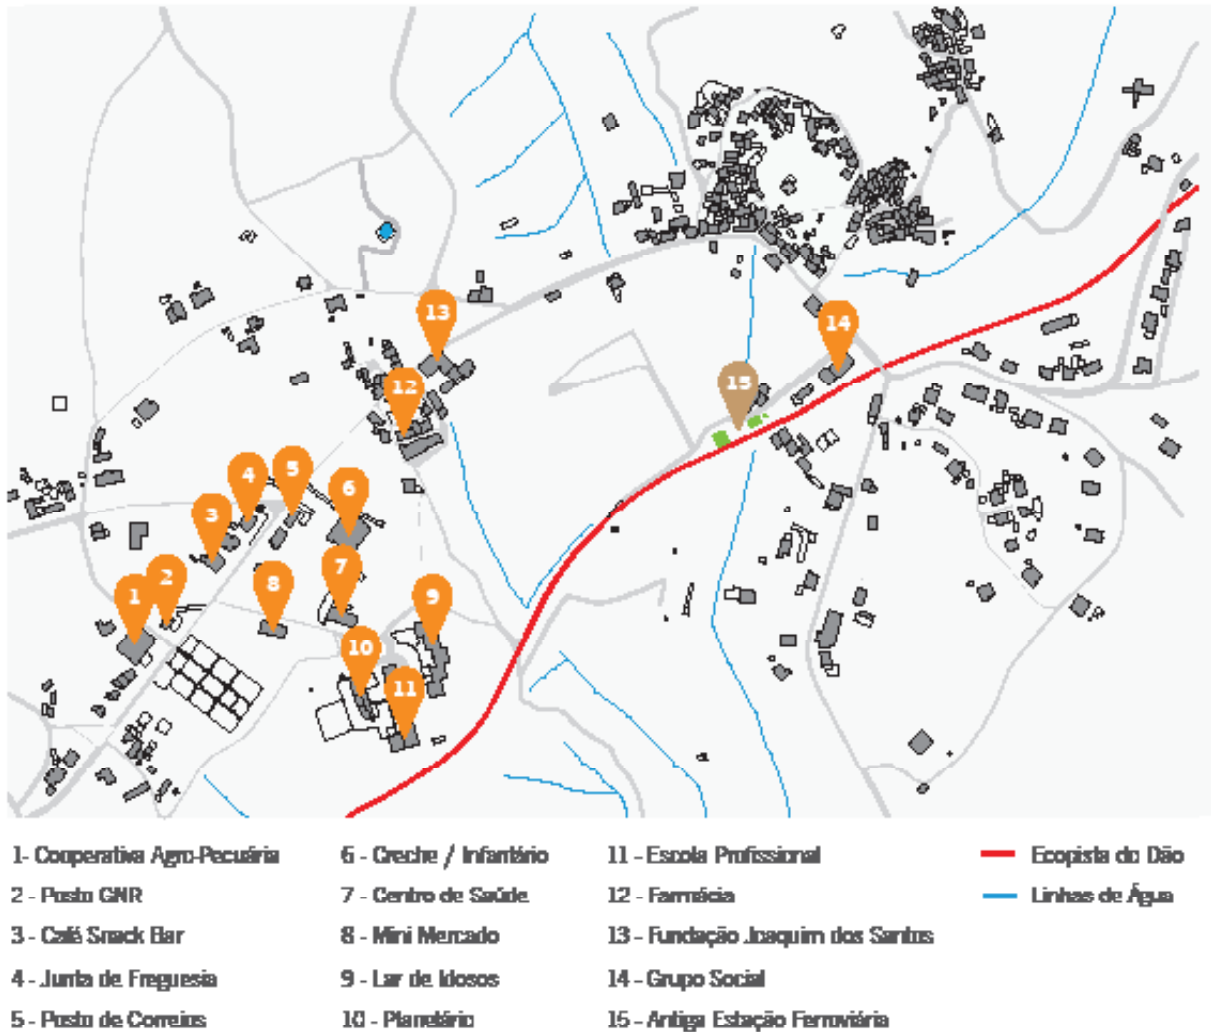 13
14
12
15
4
5
6
3
7
2
8
1
9
10
11
1- Cooperativa Agro-Pecuária
2 - Posto GNR
3 - Café Snack Bar
4 - Junta de Freguesia
5 - Posto de Correios
6 - Creche / Infantário
7 - Centro de Saúde
8 - Mini Mercado
9 - Lar de Idosos
10 - Planetário
11 - Escola Profissional
12 - Farmácia
13 - Fundação Joaquim dos Santos
14 - Grupo Social
15 - Antiga Estação Ferroviária
Ecopista do Dão
Linhas de Água